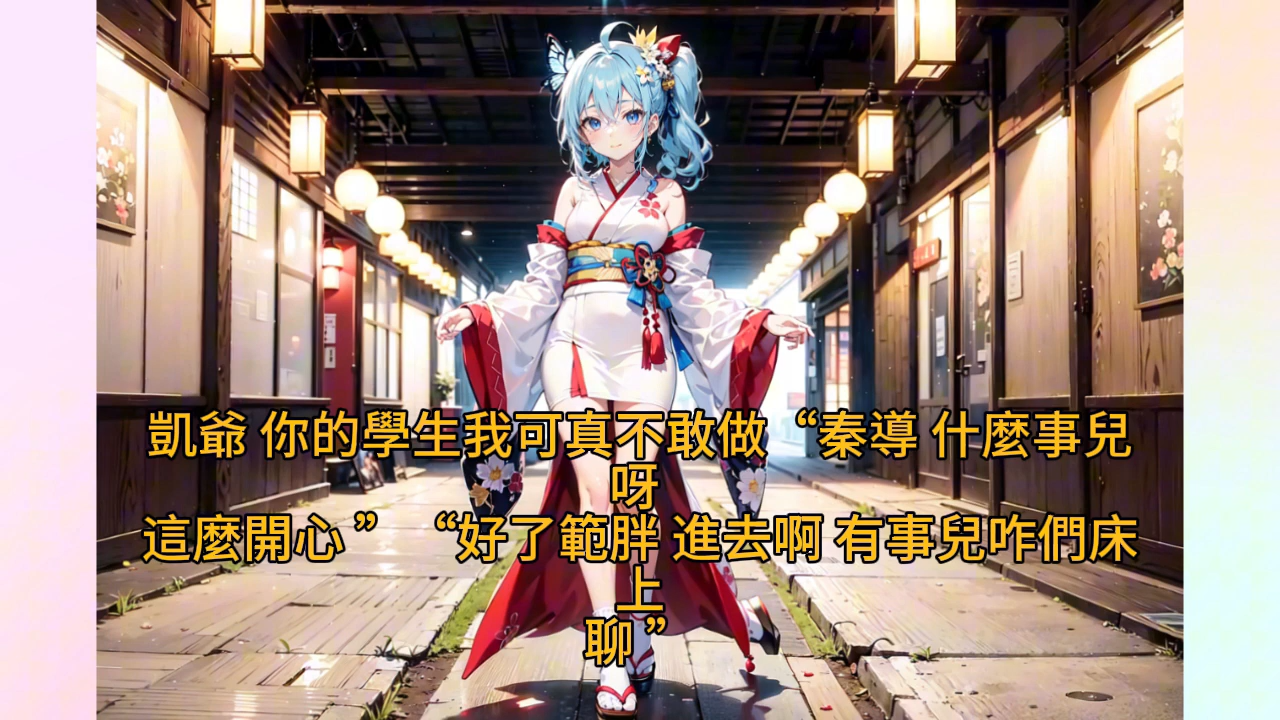 凱爺 你的學生我可真不敢做“秦導 什麼事兒
呀
這麼開心” “好了範胖 進去啊 有事兒咋們床
上
聊”